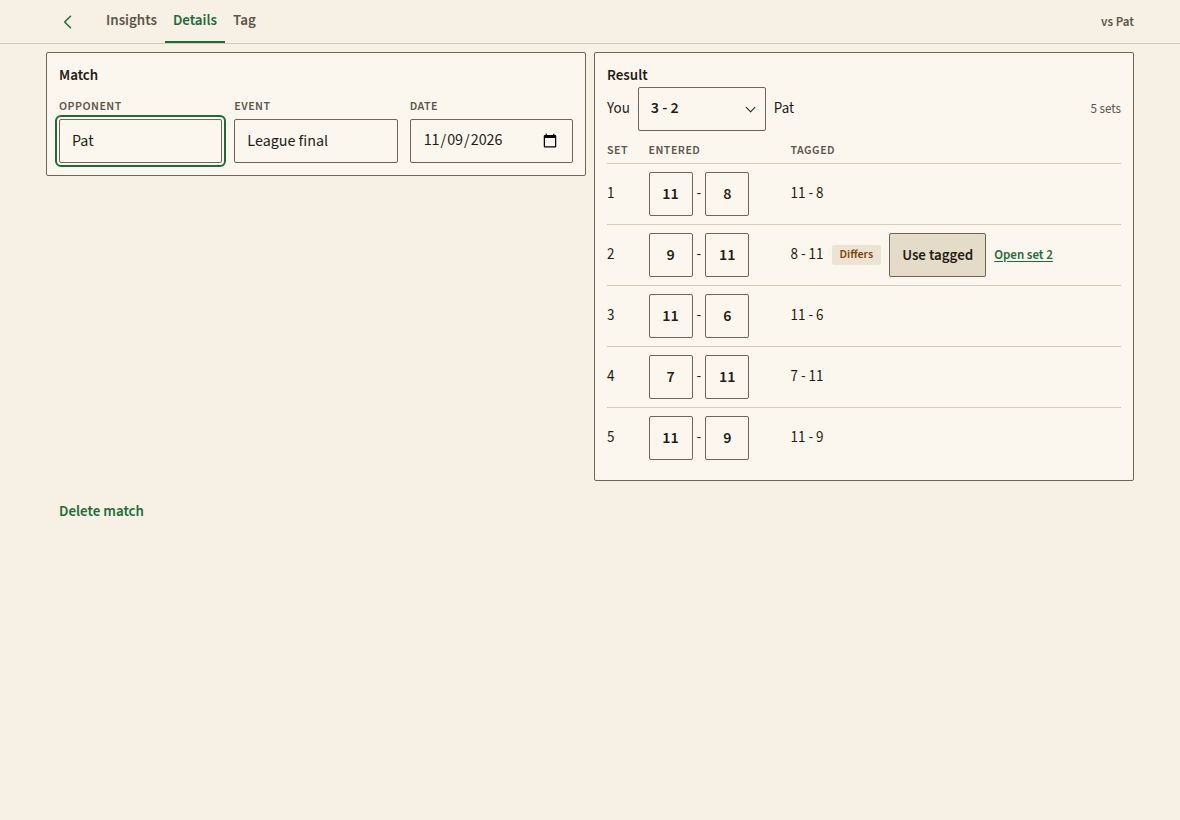 Insights Details Tag vs Pat
Match
OPPONENT EVENT DATE
Pat League final 11/09/2026
Result
You 3 - 2 Pat 5 sets
SET ENTERED TAGGED
1 11 - 8 11 - 8
2 9 - 11 8 - 11 Differs Use tagged Open set 2
3 11 - 6 11 - 6
4 7 - 11 7 - 11
5 11 - 9 11 - 9
Delete match